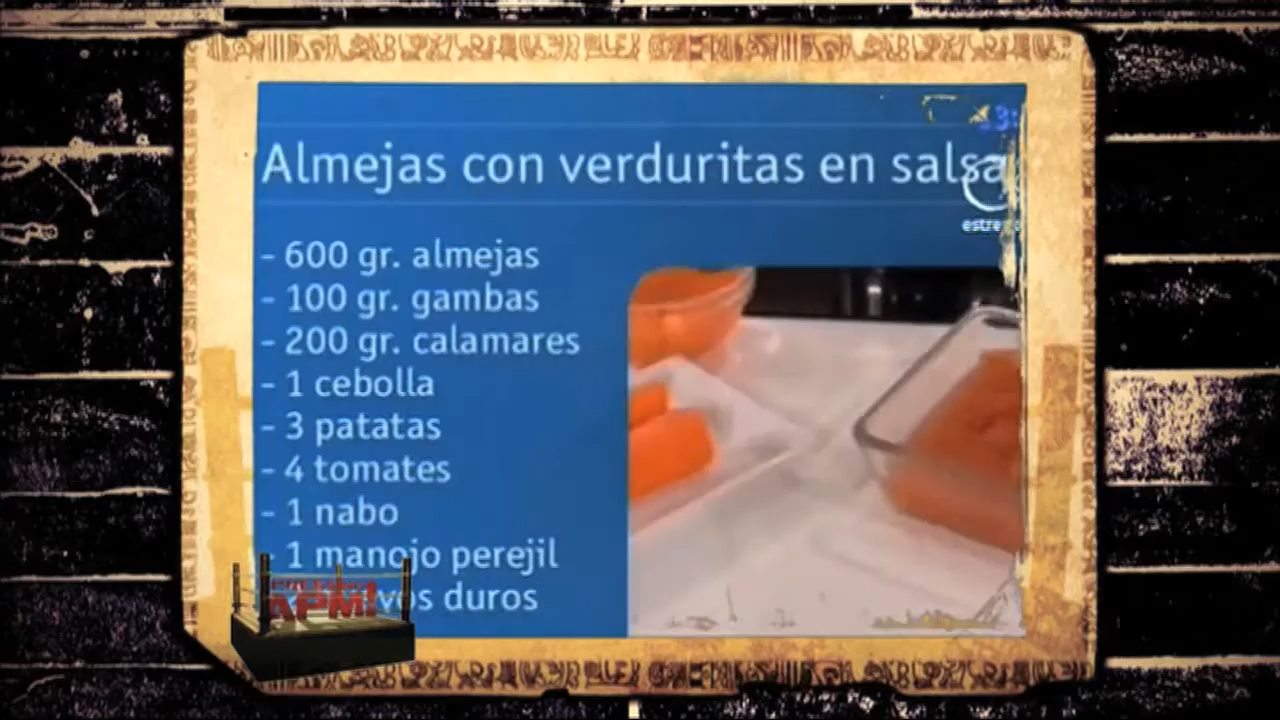 Almejas con verduritas en salsa
- 600 gr. almejas
- 100 gr. gambas
- 200 gr. calamares
- 1 cebolla
- 3 patatas
- 4 tomates
- 1 nabo
- 1 manojo perejil
duros
APM!